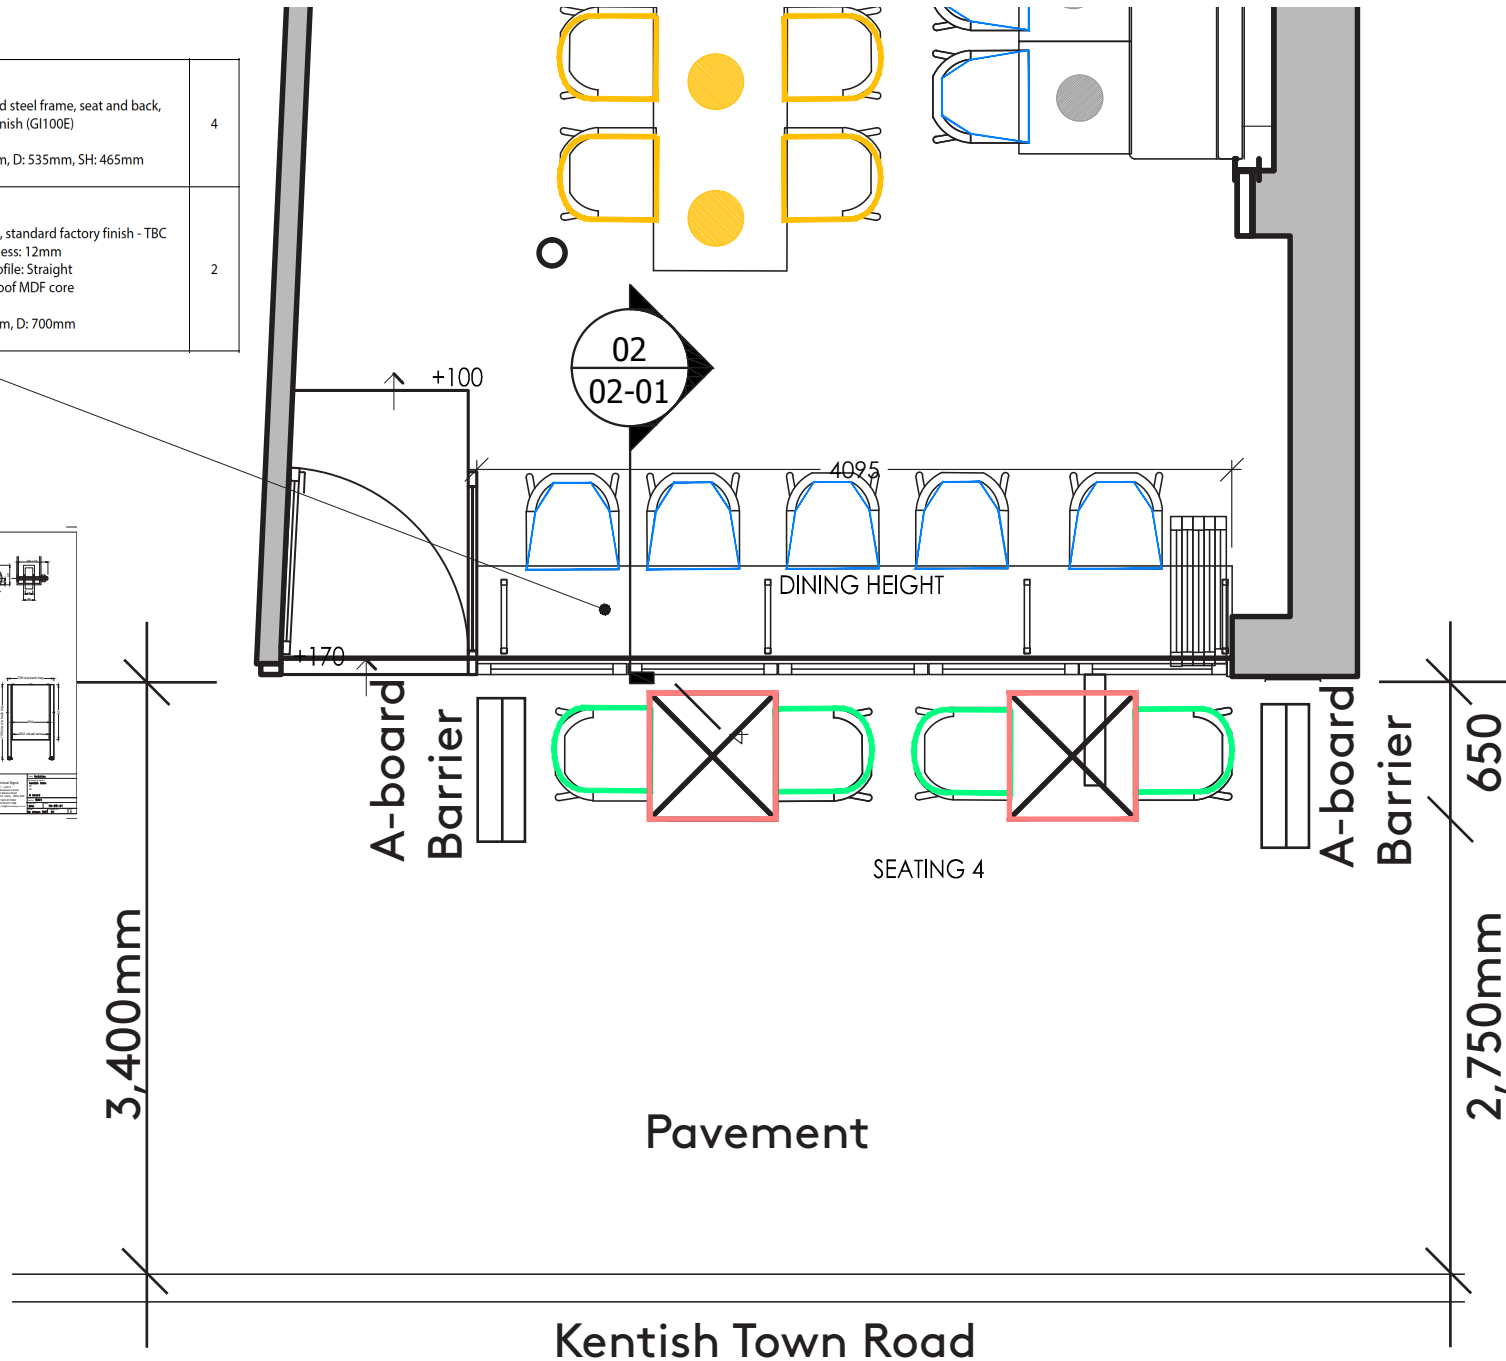 d steel frame, seat and back,
nish (GI100E)
4
m, D: 535mm, SH: 465mm
, standard factory finish - TBC
ess: 12mm
ofile: Straight
2
oof MDF core
m, D: 700mm
02
02-01
+100
4095
DINING HEIGHT
+170
A-board
Barrier
A-board
Barrier
650
SEATING 4
3,400mm
2,750mm
Pavement
Kentish Town Road